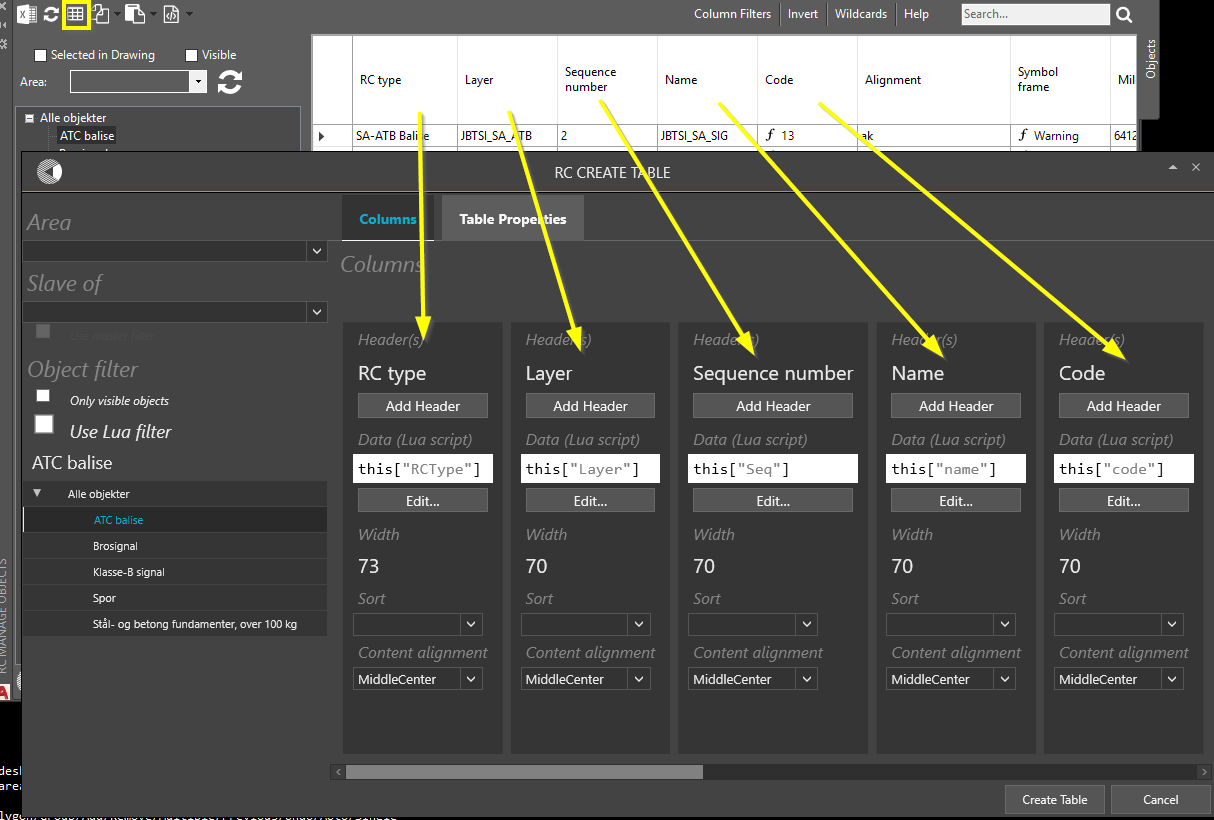 Column Filters Invert Wildcards Help Search...
Selected in Drawing Visible
Area:
RC type Layer Sequence number Name Code Alignment Symbol frame Mil
Objects
Alle objekter
ATC balise
SA-ATB Balise JBTSI_SA_ATB 2 JBTSI_SA_SIG f 13 ak f Warning 6412
RC CREATE TABLE
Area
Slave of
Object filter
Only visible objects
Use Lua filter
ATC balise
Alle objekter
ATC balise
Brosignal
Klasse-B signal
Spor
Stål- og betong fundamenter, over 100 kg
RC MANAGE OBJECTS
Columns Table Properties
Columns
Header(s) Header(s) Header(s) Header(s) Header(s)
RC type Layer Sequence number Name Code
Add Header Add Header Add Header Add Header Add Header
Data (Lua script) Data (Lua script) Data (Lua script) Data (Lua script) Data (Lua script)
this["RCType"] this["Layer"] this["Seq"] this["name"] this["code"]
Edit... Edit... Edit... Edit... Edit...
Width Width Width Width Width
73 70 70 70 70
Sort Sort Sort Sort Sort
Content alignment Content alignment Content alignment Content alignment Content alignment
MiddleCenter MiddleCenter MiddleCenter MiddleCenter MiddleCenter
Create Table Cancel